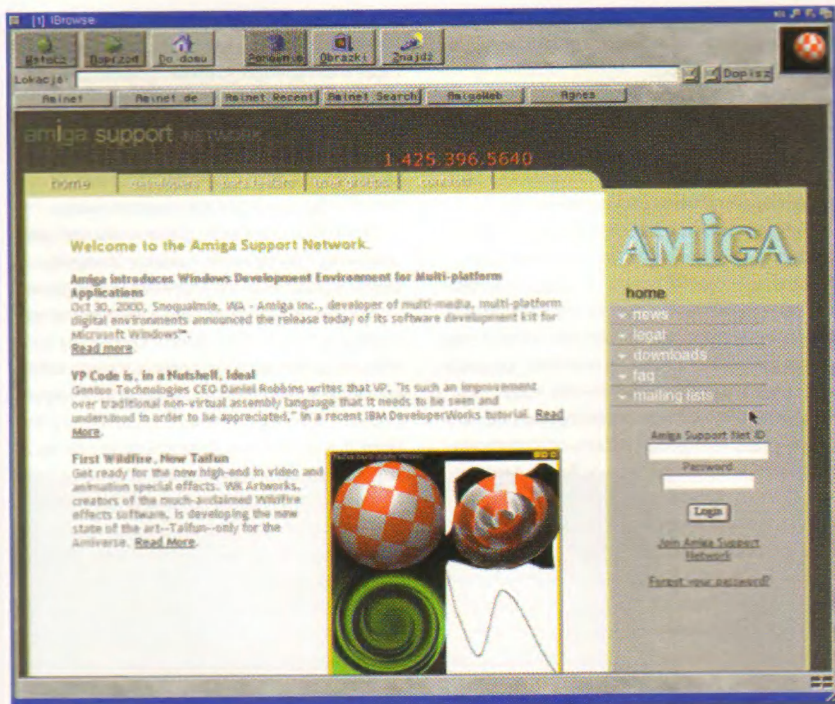 [1] IBrowse
Wstecz Naprzod Do domu Ponownie Obrazki Znajdź
Lokacja:
Dopisz
Aminet Aminet de Aminet Recent Aminet Search AmigaWeb Agnes
amiga support NETWORK
1.425.396.5640
home developers beta testers user groups
Welcome to the Amiga Support Network.
Amiga Introduces Windows Development Environment for Multi-platform
Applications
Oct 30, 2000, Snoqualmie, WA - Amiga Inc., developer of multi-media, multi-platform
digital environments announced the release today of its software development kit for
Microsoft Windows™.
Read more.
VP Code is, in a Nutshell, Ideal
Gentoo Technologies CEO Daniel Robbins writes that VP, "is such an improvement
over traditional non-virtual assembly language that it needs to be seen and
understood in order to be appreciated," in a recent IBM DeveloperWorks tutorial. Read
More.
First Wildfire, Now Taifun
Get ready for the new high-end in video and
animation special effects. WK Artworks,
creators of the much-acclaimed Wildfire
effects software, is developing the new
state of the art--Taifun--only for the
Amiverse. Read More.
AMIGA
home
news
legal
downloads
faq
mailing lists
Amiga Support Net ID
Password
Login
Join Amiga Support
Network
Forgot your password?